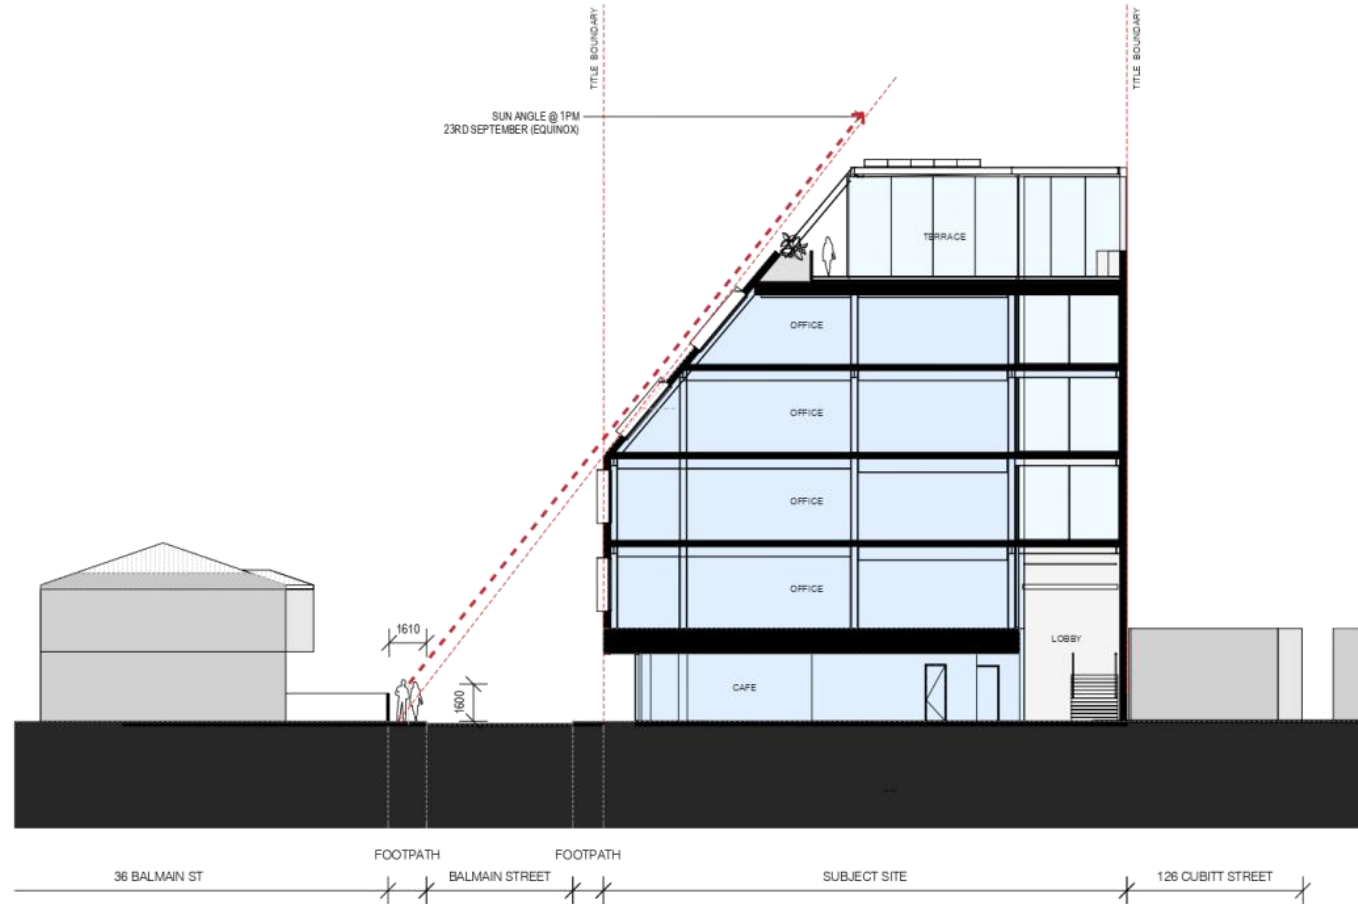 TITLE BOUNDARY
TITLE BOUNDARY
SUN ANGLE @ 1PM
23RD SEPTEMBER (EQUINOX)
TERRACE
OFFICE
OFFICE
OFFICE
OFFICE
1610
LOBBY
1600
CAFE
FOOTPATH
FOOTPATH
36 BALMAIN ST
BALMAIN STREET
SUBJECT SITE
126 CUBITT STREET